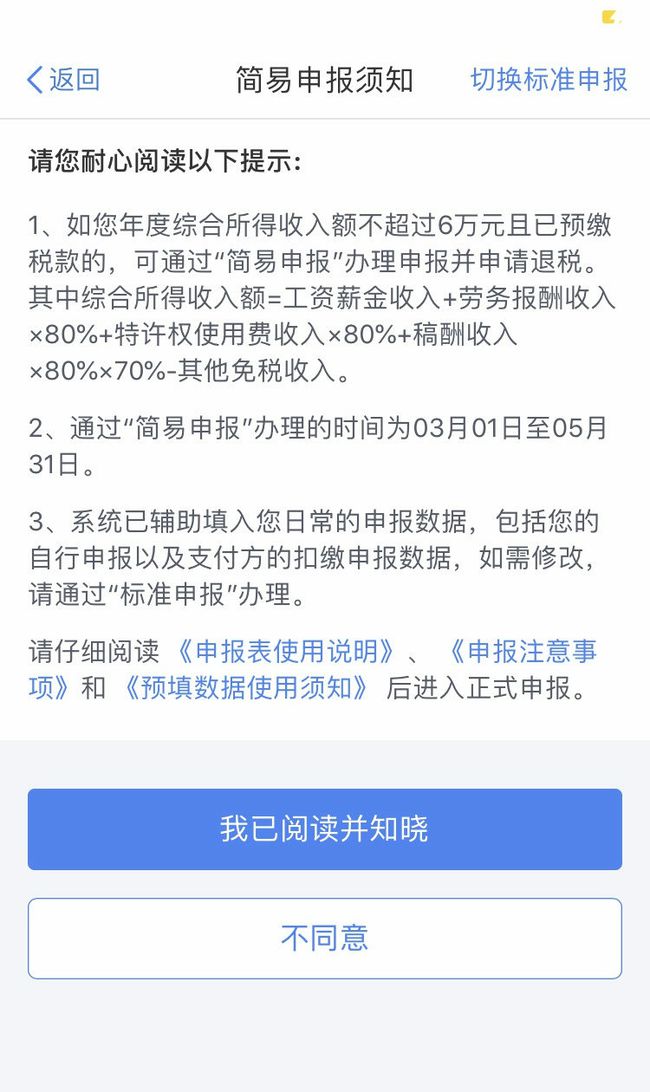 返回 简易申报须知 切换标准申报
请您耐心阅读以下提示:
1、如您年度综合所得收入额不超过6万元且已预缴
税款的，可通过“简易申报”办理申报并申请退税。
其中综合所得收入额=工资薪金收入+劳务报酬收入
×80%+特许权使用费收入×80%+稿酬收入
×80%×70%-其他免税收入。
2、通过“简易申报”办理的时间为03月01日至05月
31日。
3、系统已辅助填入您日常的申报数据，包括您的
自行申报以及支付方的扣缴申报数据，如需修改，
请通过“标准申报”办理。
请仔细阅读 《申报表使用说明》、 《申报注意事
项》和 《预填数据使用须知》 后进入正式申报。
我已阅读并知晓
不同意